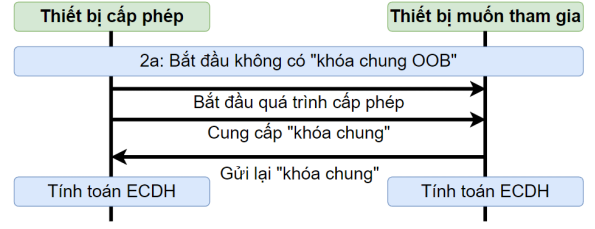 Thiết bị cấp phép
Thiết bị muốn tham gia
2a: Bắt đầu không có "khóa chung OOB"
Bắt đầu quá trình cấp phép
Cung cấp "khóa chung"
Gửi lại "khóa chung"
Tính toán ECDH
Tính toán ECDH